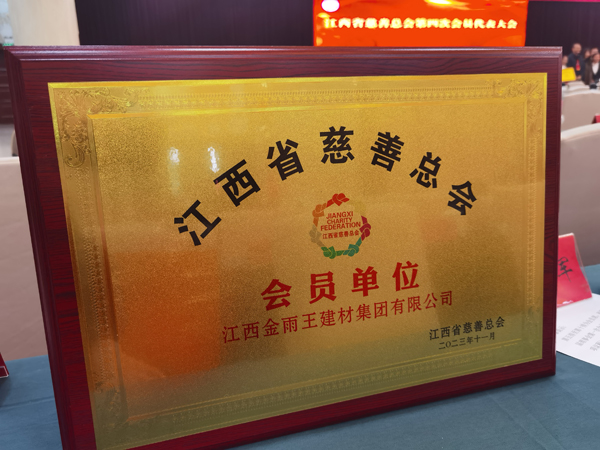 江西省慈善总会第四次会员代表大会
江西省慈善总会
JIANGXI
CHARITY
FEDERATION
江西省慈善总会
会员单位
江西金雨王建材集团有限公司
江西省慈善总会
二〇二三年十一月
军